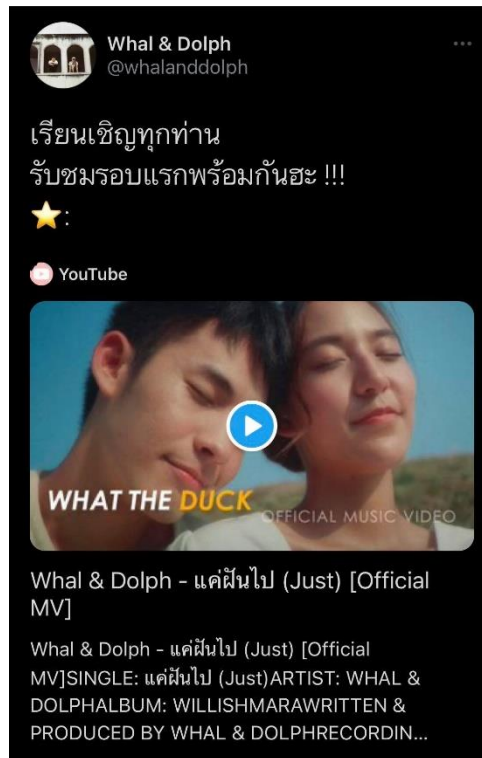 Whal & Dolph
@whalanddolph
เรียนเชิญทุกท่าน
รับชมรอบแรกพร้อมกันฮะ !!!
⭐:
YouTube
WHAT THE DUCK
OFFICIAL MUSIC VIDEO
Whal & Dolph - แค่ฝันไป (Just) [Official
MV]
Whal & Dolph - แค่ฝันไป (Just) [Official
MV]SINGLE: แค่ฝันไป (Just)ARTIST: WHAL &
DOLPHALBUM: WILLISHMARAWRITTEN &
PRODUCED BY WHAL & DOLPHRECORDIN...